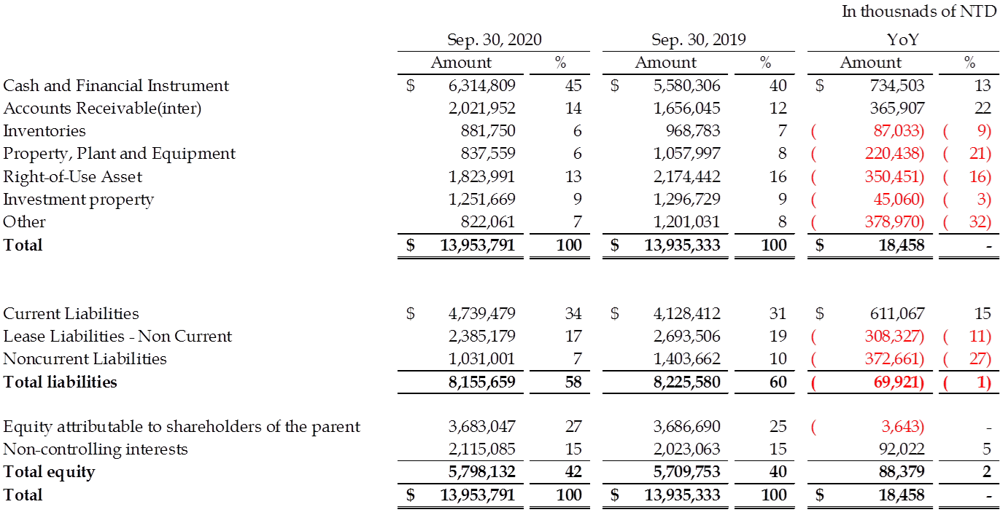 In thousnads of NTD
Sep. 30, 2020 Sep. 30, 2019 YoY
Amount % Amount % Amount %
Cash and Financial Instrument $ 6,314,809 45 $ 5,580,306 40 $ 734,503 13
Accounts Receivable(inter) 2,021,952 14 1,656,045 12 365,907 22
Inventories 881,750 6 968,783 7 ( 87,033) ( 9)
Property, Plant and Equipment 837,559 6 1,057,997 8 ( 220,438) ( 21)
Right-of-Use Asset 1,823,991 13 2,174,442 16 ( 350,451) ( 16)
Investment property 1,251,669 9 1,296,729 9 ( 45,060) ( 3)
Other 822,061 7 1,201,031 8 ( 378,970) ( 32)
Total $ 13,953,791 100 $ 13,935,333 100 $ 18,458 -
Current Liabilities $ 4,739,479 34 $ 4,128,412 31 $ 611,067 15
Lease Liabilities - Non Current 2,385,179 17 2,693,506 19 ( 308,327) ( 11)
Noncurrent Liabilities 1,031,001 7 1,403,662 10 ( 372,661) ( 27)
Total liabilities 8,155,659 58 8,225,580 60 ( 69,921) ( 1)
Equity attributable to shareholders of the parent 3,683,047 27 3,686,690 25 ( 3,643) -
Non-controlling interests 2,115,085 15 2,023,063 15 92,022 5
Total equity 5,798,132 42 5,709,753 40 88,379 2
Total $ 13,953,791 100 $ 13,935,333 100 $ 18,458 -